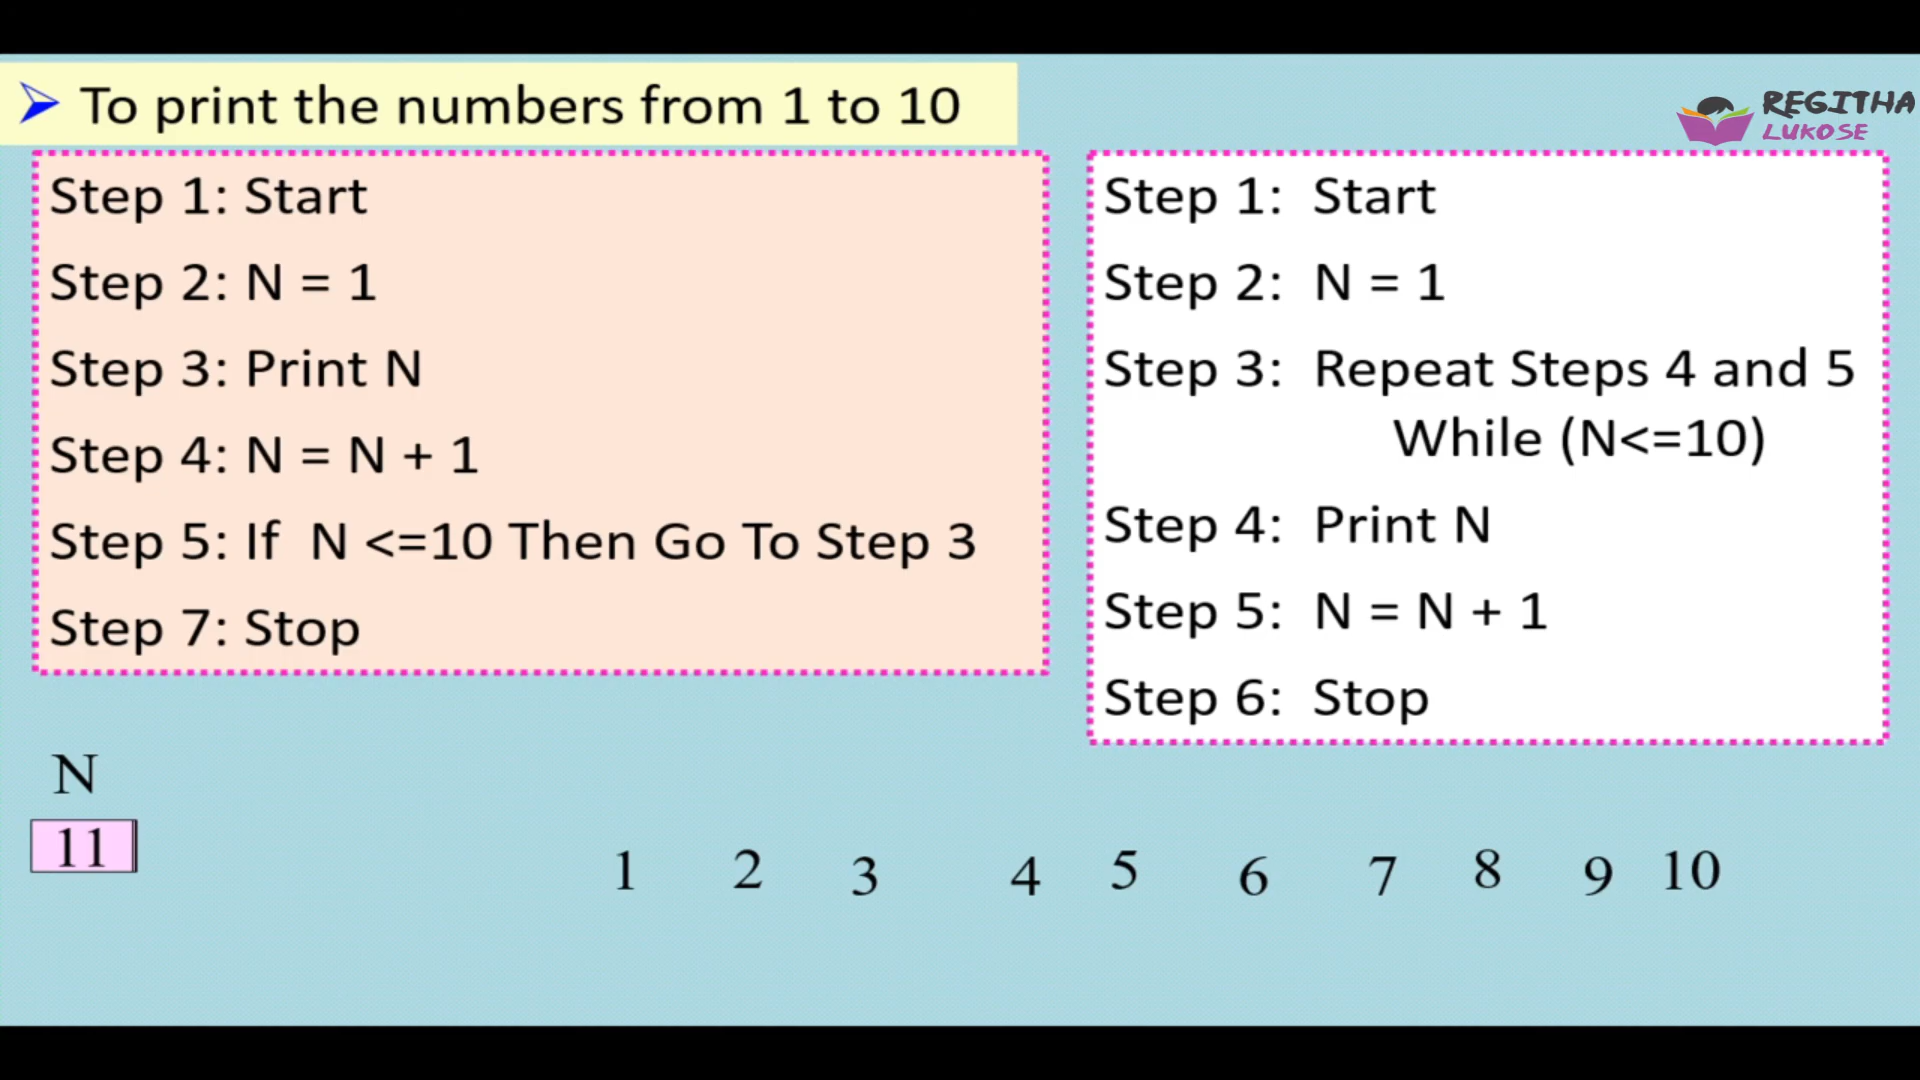 To print the numbers from 1 to 10
REGITHA
LUKOSE
Step 1: Start
Step 2: N = 1
Step 3: Print N
Step 4: N = N + 1
Step 5: If N <=10 Then Go To Step 3
Step 7: Stop
Step 1: Start
Step 2: N = 1
Step 3: Repeat Steps 4 and 5
While (N<=10)
Step 4: Print N
Step 5: N = N + 1
Step 6: Stop
N
11
1 2 3 4 5 6 7 8 9 10